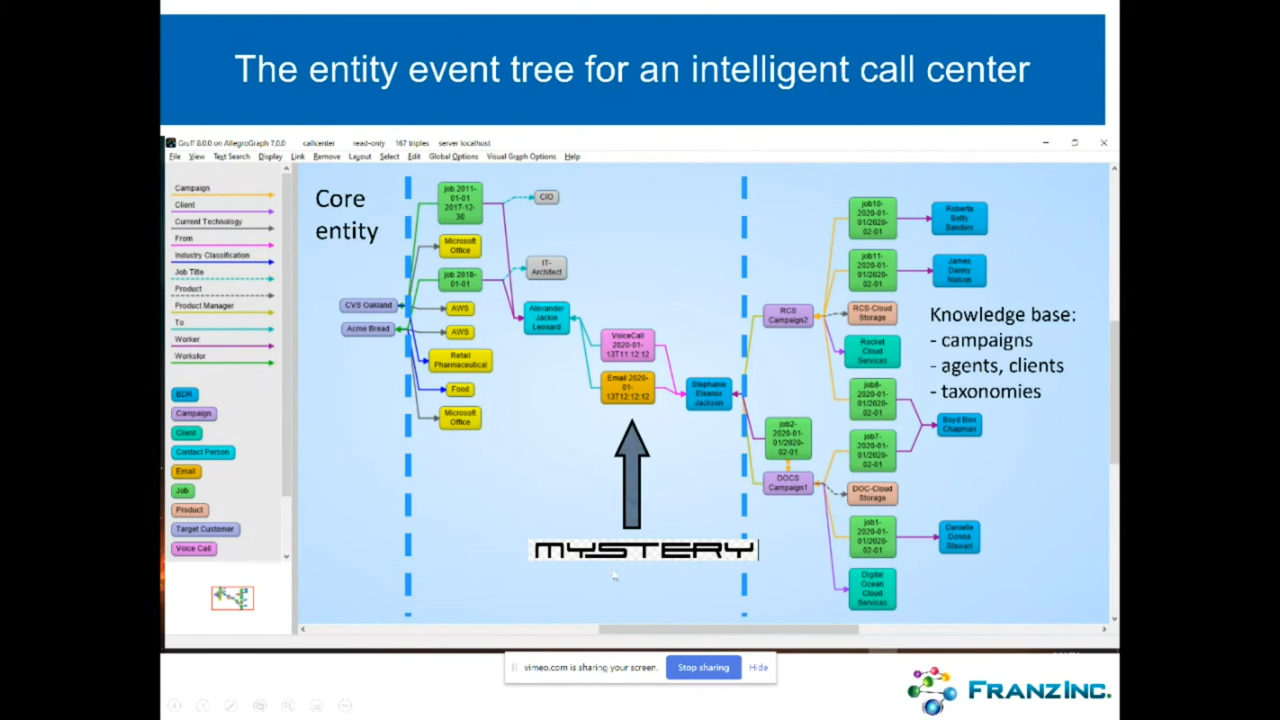 The entity event tree for an intelligent call center
Gruff 8.0.0 on AllegroGraph 7.0.0 callcenter read-only 167 triples server localhost
File View Text Search Display Link Remove Layout Select Edit Global Options Visual Graph Options Help
Campaign
Client
Current Technology
From
Industry Classification
Job Title
Product
Product Manager
To
Worker
Worksfor
BDR
Campaign
Client
Contact Person
Email
Job
Product
Target Customer
Voice Call
Core
entity
CVS Oakland
Acme Bread
job 2011-
01-01
2017-12-
30
Microsoft
Office
job 2018-
01-01
AWS
AWS
Retail
Pharmaceutical
Food
Microsoft
Office
CIO
IT-
Architect
Alexander
Jackie
Leonard
VoiceCall
2020-01-
13T11:12:12
Email 2020-
01-
13T12:12:12
MYSTERY
Stephanie
Eleanor
Jackson
RCS
Campaign2
job2-
2020-01-
01/2020-
02-01
DOCS
Campaign1
job10-
2020-01-
01/2020-
02-01
job11-
2020-01-
01/2020-
02-01
RCS-Cloud
Storage
Rocket
Cloud
Services
job8-
2020-01-
01/2020-
02-01
job7-
2020-01-
01/2020-
02-01
DOC-Cloud
Storage
job1-
2020-01-
01/2020-
02-01
Digital
Ocean
Cloud
Services
Roberta
Betty
Sanders
James
Danny
Nelson
Knowledge base:
- campaigns
- agents, clients
- taxonomies
Boyd Ben
Chapman
Danielle
Donna
Stewart
vimeo.com is sharing your screen. Stop sharing Hide
FRANZ INC.